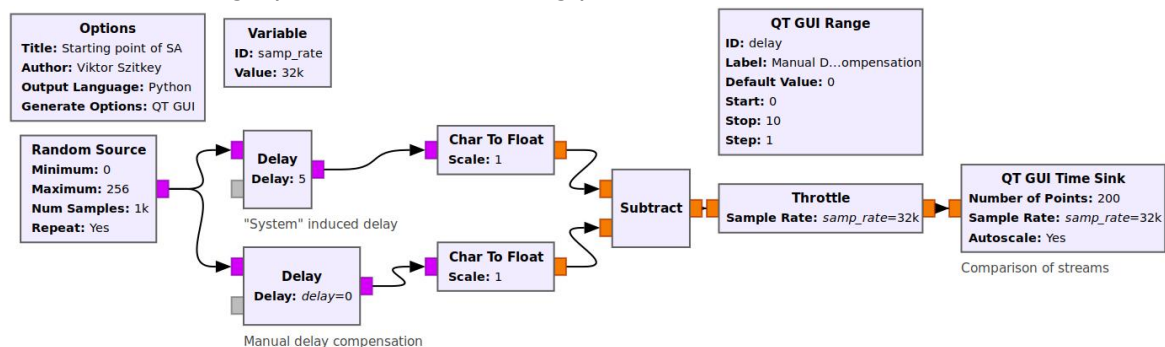 Options
Title: Starting point of SA
Author: Viktor Szitkey
Output Language: Python
Generate Options: QT GUI
Variable
ID: samp_rate
Value: 32k
QT GUI Range
ID: delay
Label: Manual D...ompensation
Default Value: 0
Start: 0
Stop: 10
Step: 1
Random Source
Minimum: 0
Maximum: 256
Num Samples: 1k
Repeat: Yes
Delay
Delay: 5
"System" induced delay
Char To Float
Scale: 1
Delay
Delay: delay=0
Manual delay compensation
Char To Float
Scale: 1
Subtract
Throttle
Sample Rate: samp_rate=32k
QT GUI Time Sink
Number of Points: 200
Sample Rate: samp_rate=32k
Autoscale: Yes
Comparison of streams